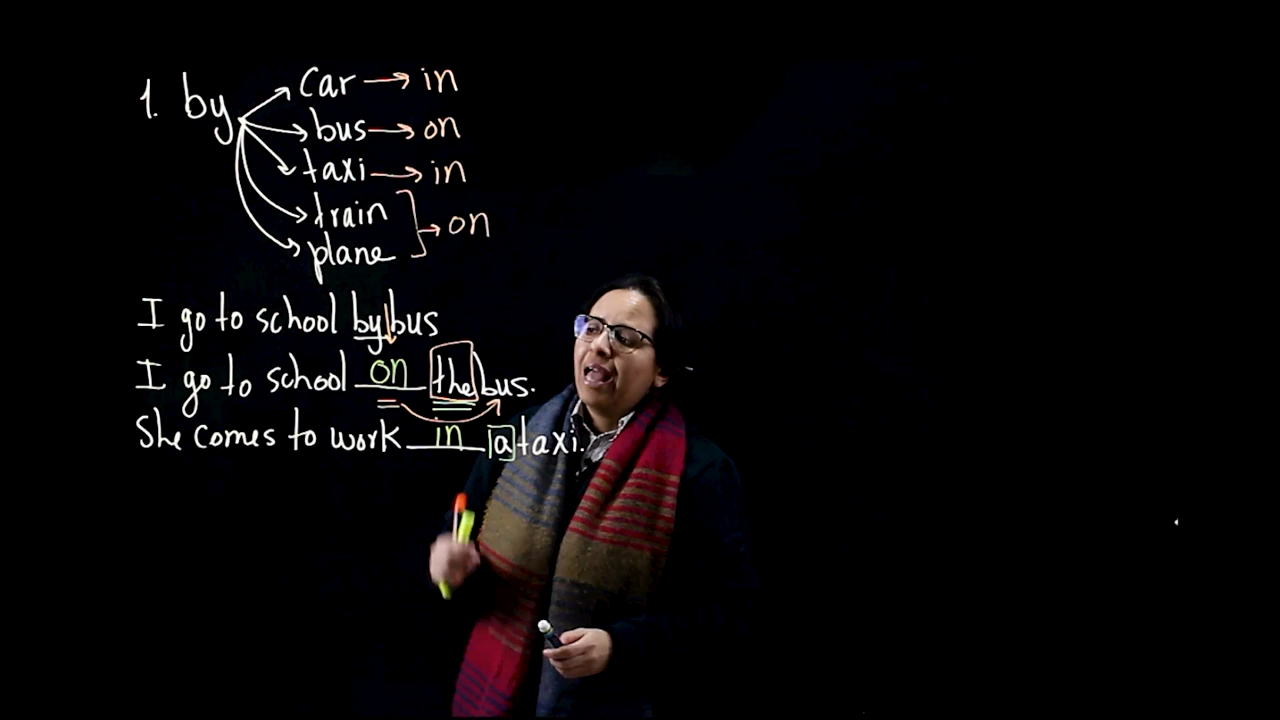 1. by car → in
bus → on
taxi → in
train
plane → on
I go to school by bus
I go to school on the bus.
She comes to work in a taxi.